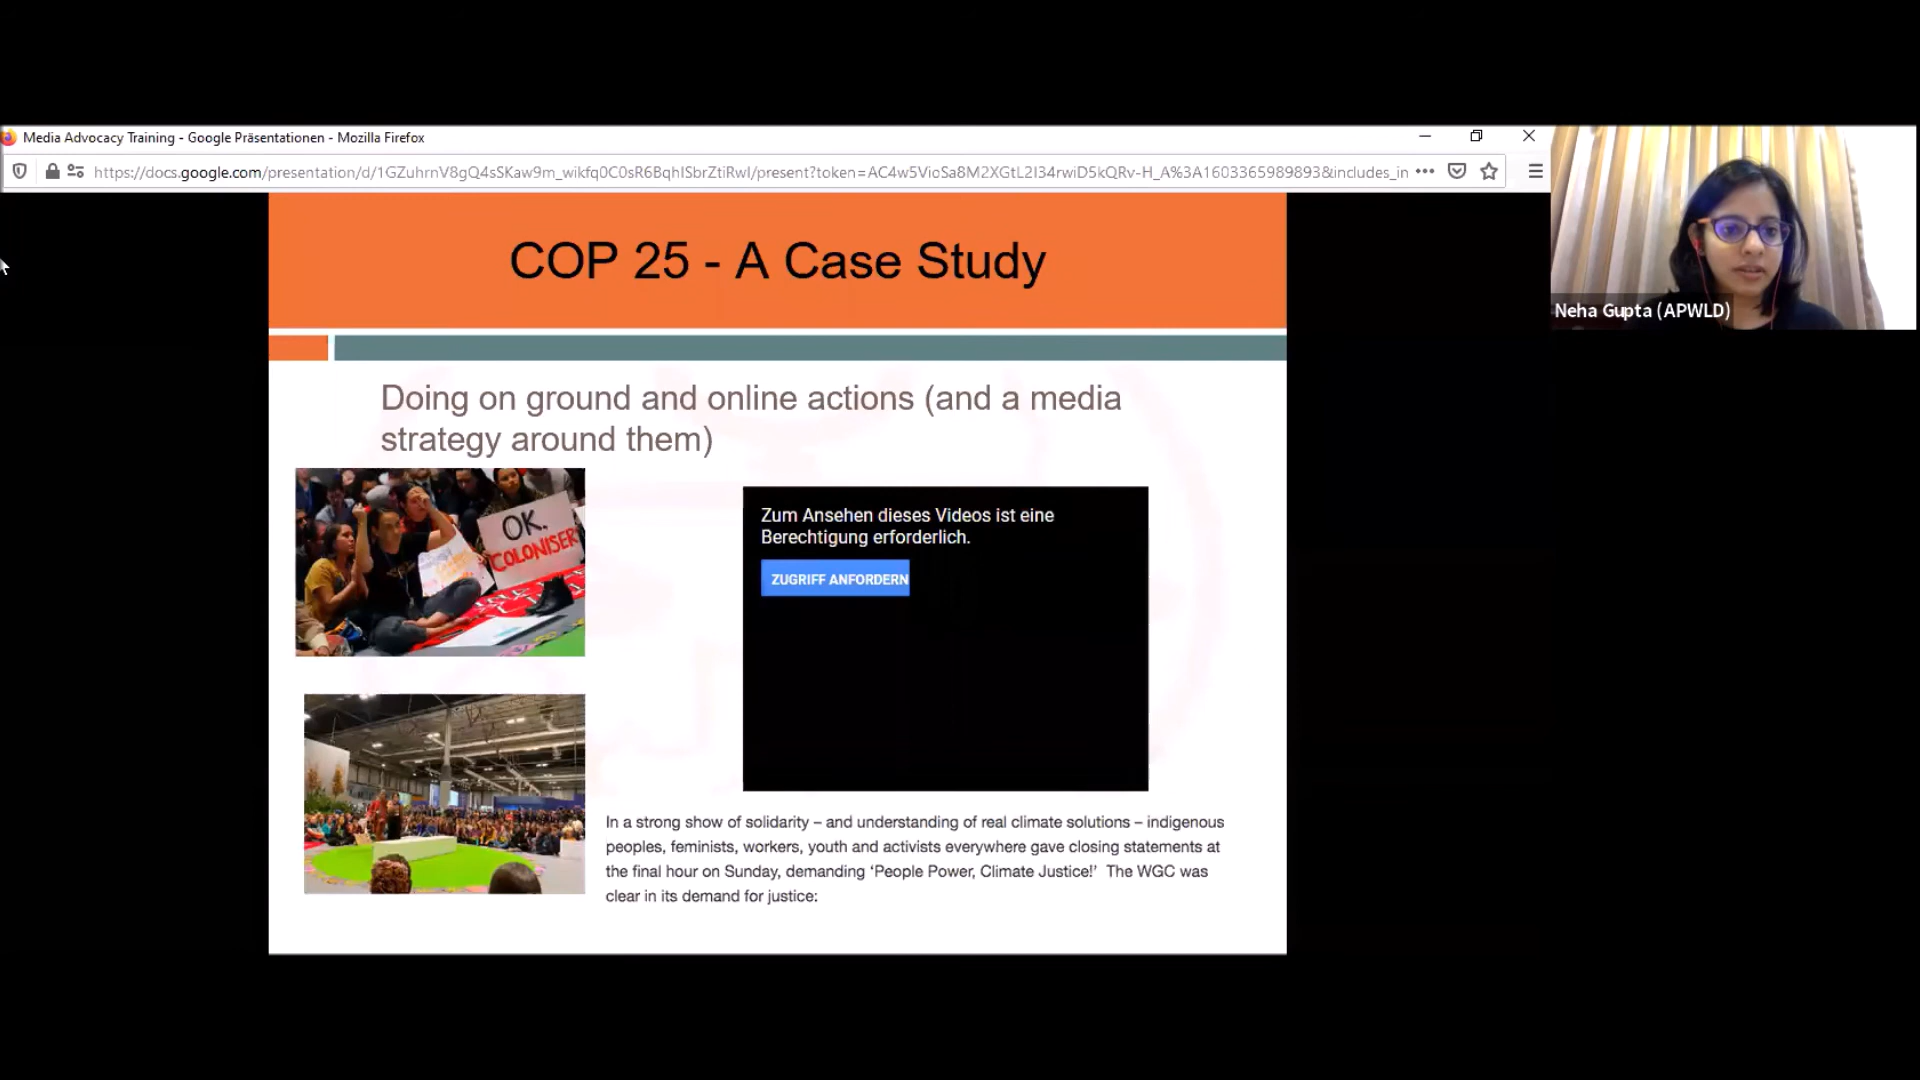 Media Advocacy Training - Google Präsentationen - Mozilla Firefox
https://docs.google.com/presentation/d/1GZuhrnV8gQ4sSKaw9m_wikfq0C0sR6BqhISbrZtiRwI/present?token=AC4w5VioSa8M2XGtL2I34rwiD5kQRv-H_A%3A1603365989893&includes_in
Neha Gupta (APWLD)
COP 25 - A Case Study
Doing on ground and online actions (and a media
strategy around them)
OK.
COLONISER
Zum Ansehen dieses Videos ist eine
Berechtigung erforderlich.
ZUGRIFF ANFORDERN
In a strong show of solidarity – and understanding of real climate solutions – indigenous
peoples, feminists, workers, youth and activists everywhere gave closing statements at
the final hour on Sunday, demanding ‘People Power, Climate Justice!’ The WGC was
clear in its demand for justice: